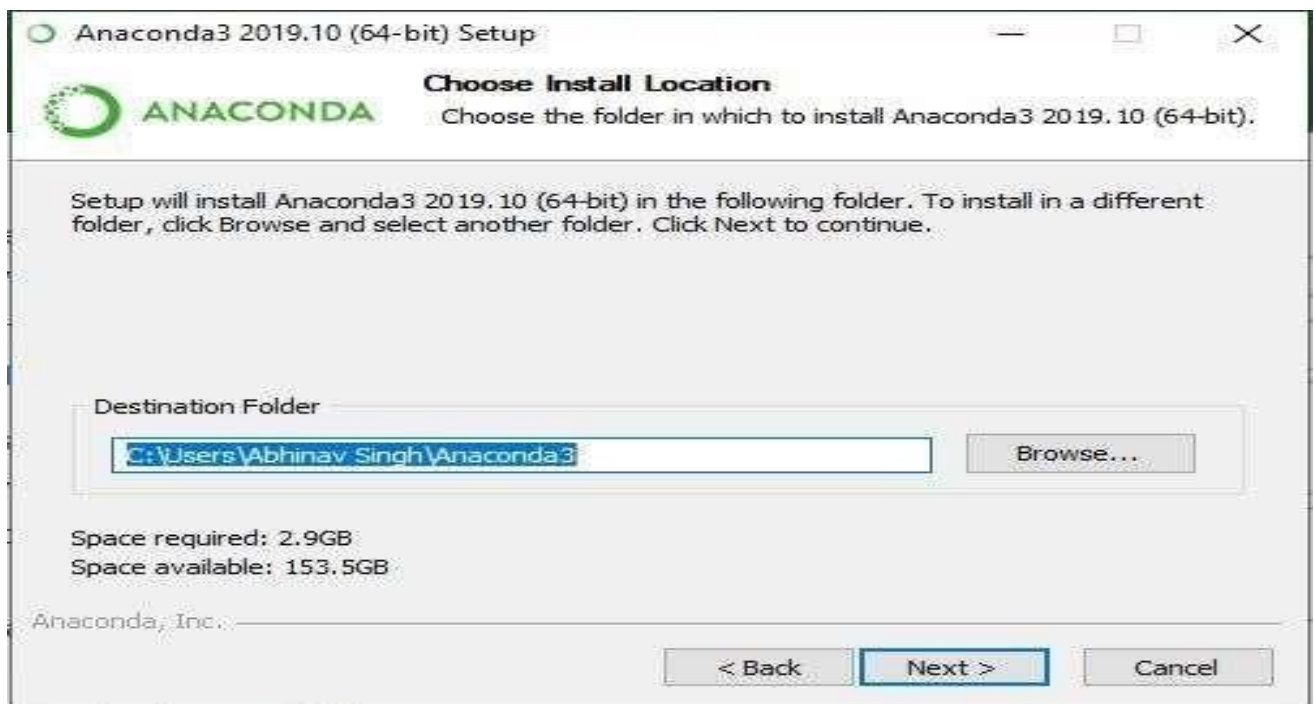 Anaconda3 2019.10 (64-bit) Setup
ANACONDA
Choose Install Location
Choose the folder in which to install Anaconda3 2019.10 (64-bit).
Setup will install Anaconda3 2019.10 (64-bit) in the following folder. To install in a different
folder, click Browse and select another folder. Click Next to continue.
Destination Folder
C:\Users\Abhinav Singh\Anaconda3
Browse...
Space required: 2.9GB
Space available: 153.5GB
Anaconda, Inc.
< Back
Next >
Cancel